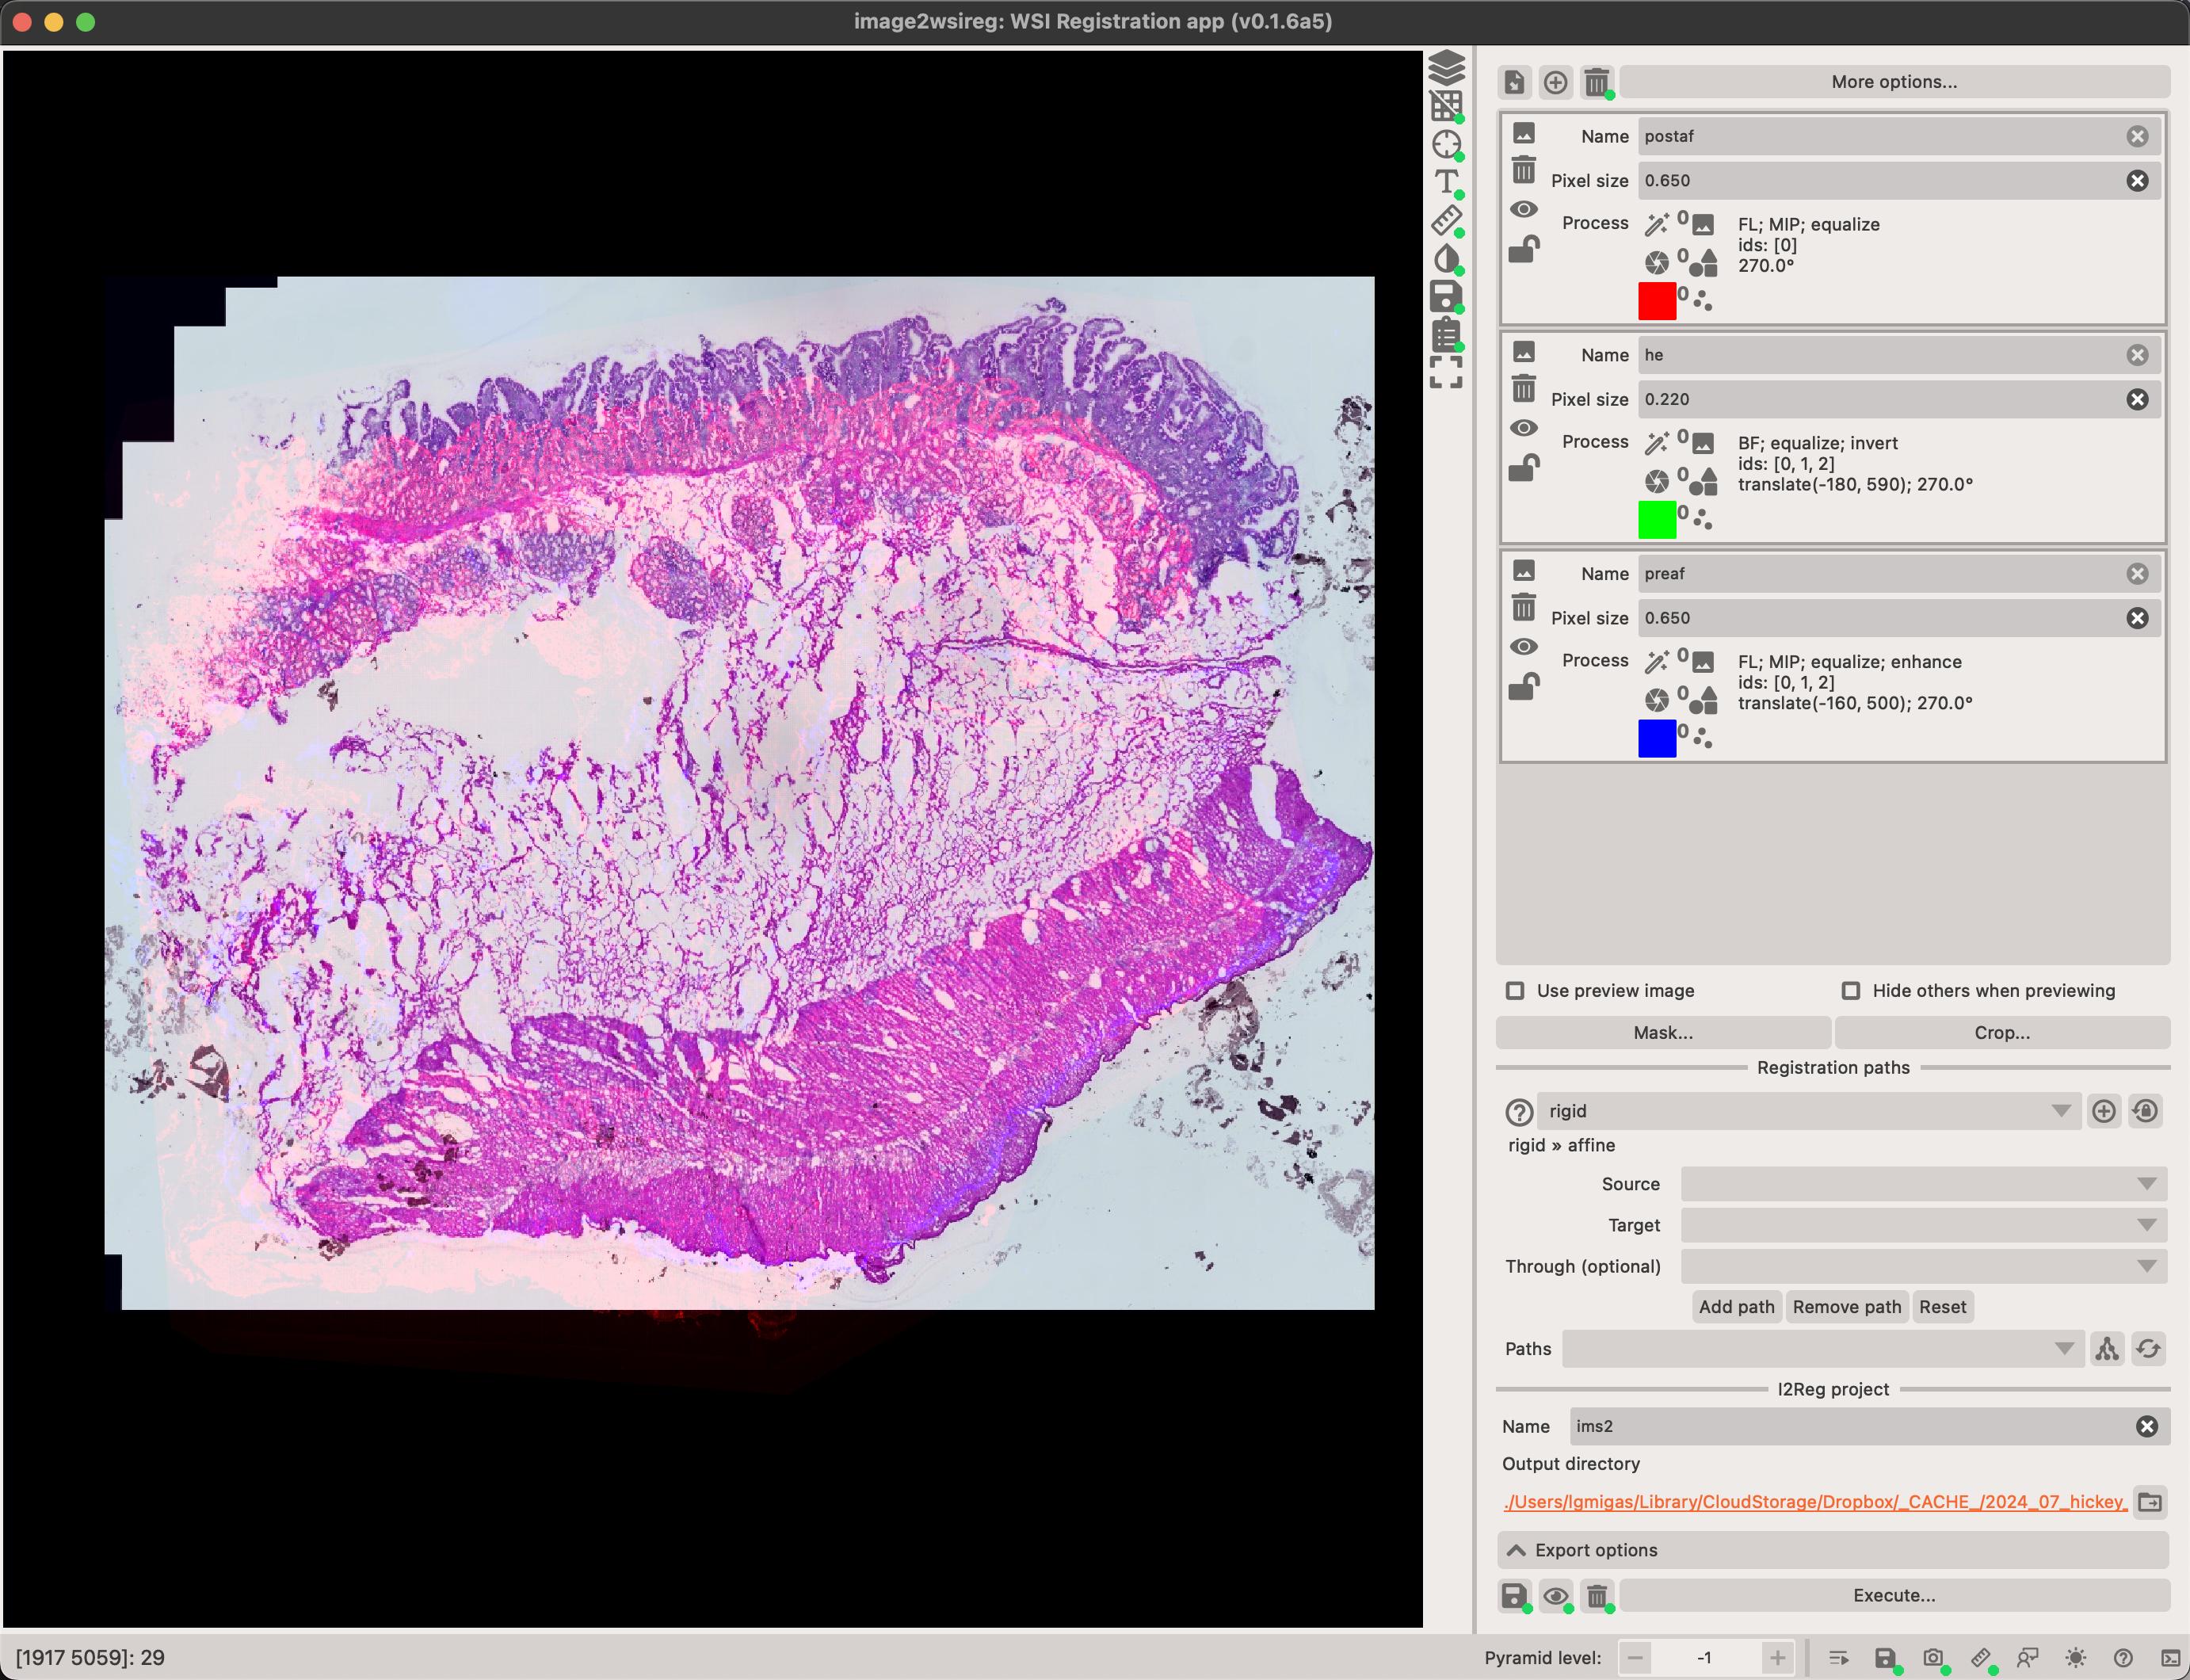 image2wsireg: WSI Registration app (v0.1.6a5)
More options...
Name postaf
Pixel size 0.650
Process 0 FL; MIP; equalize
ids: [0]
0 270.0°
0
Name he
Pixel size 0.220
Process 0 BF; equalize; invert
ids: [0, 1, 2]
0 translate(-180, 590); 270.0°
0
Name preaf
Pixel size 0.650
Process 0 FL; MIP; equalize; enhance
ids: [0, 1, 2]
0 translate(-160, 500); 270.0°
0
Use preview image Hide others when previewing
Mask... Crop...
Registration paths
rigid
rigid » affine
Source
Target
Through (optional)
Add path Remove path Reset
Paths
I2Reg project
Name ims2
Output directory
./Users/lgmigas/Library/CloudStorage/Dropbox/_CACHE_/2024_07_hickey_
Export options
Execute...
[1917 5059]: 29 Pyramid level: -1